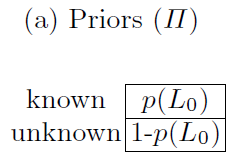 (a) Priors (Π)
known p(L₀)
unknown 1-p(L₀)